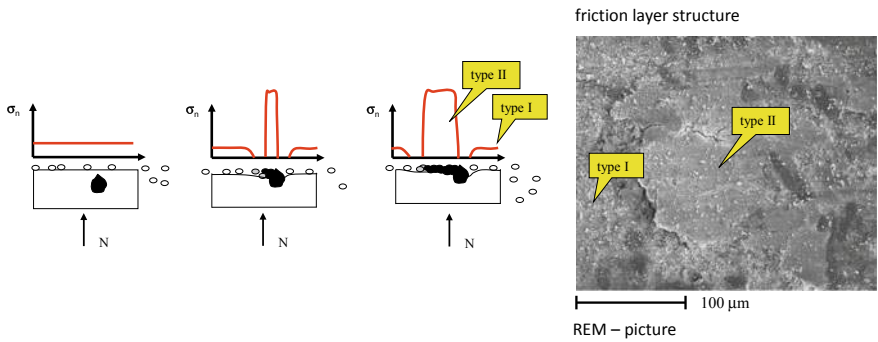 friction layer structure
σn
N
σn
N
type II
type I
σn
N
type II
type I
100 μm
REM – picture